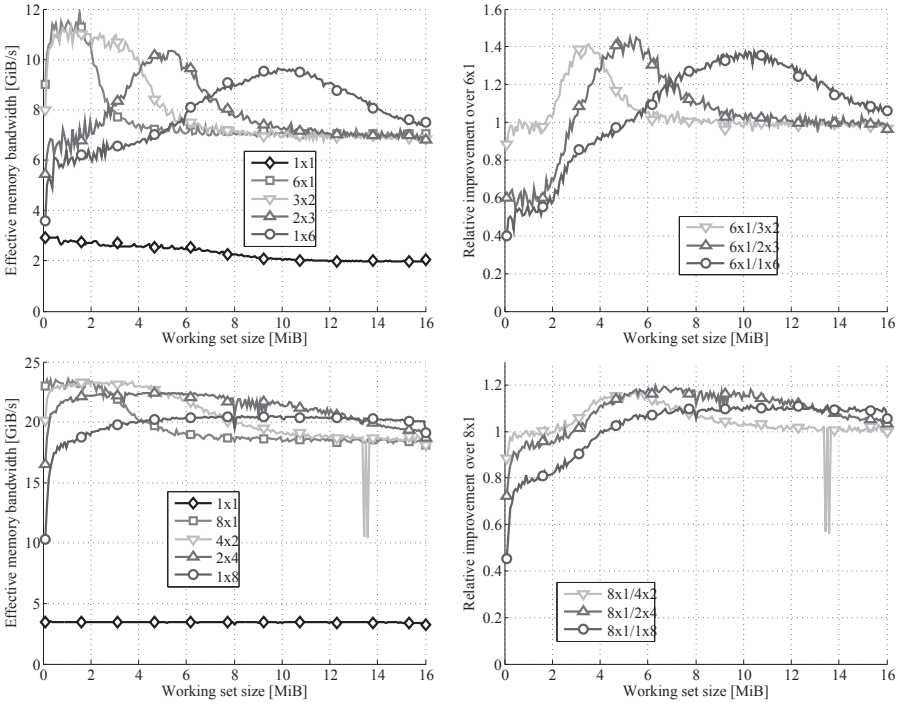 12
10
8
6
4
2
0
Effective memory bandwidth [GiB/s]
1x1
6x1
3x2
2x3
1x6
0 2 4 6 8 10 12 14 16
Working set size [MiB]
1.6
1.4
1.2
1
0.8
0.6
0.4
0.2
0
Relative improvement over 6x1
6x1/3x2
6x1/2x3
6x1/1x6
0 2 4 6 8 10 12 14 16
Working set size [MiB]
25
20
15
10
5
0
Effective memory bandwidth [GiB/s]
1x1
8x1
4x2
2x4
1x8
0 2 4 6 8 10 12 14 16
Working set size [MiB]
1.2
1
0.8
0.6
0.4
0.2
0
Relative improvement over 8x1
8x1/4x2
8x1/2x4
8x1/1x8
0 2 4 6 8 10 12 14 16
Working set size [MiB]